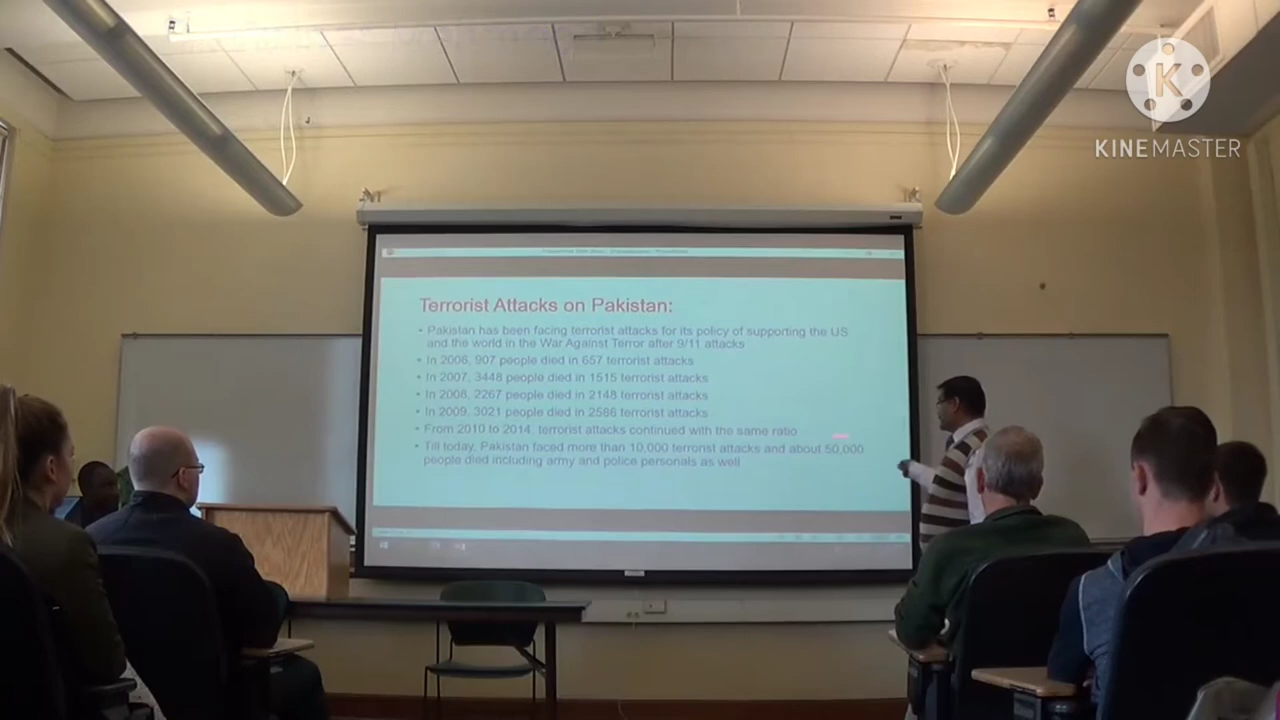 K
KINEMASTER
Terrorist Attacks on Pakistan:
• Pakistan has been facing terrorist attacks for its policy of supporting the US
and the world in the War Against Terror after 9/11 attacks
• In 2006, 907 people died in 657 terrorist attacks
• In 2007, 3448 people died in 1515 terrorist attacks
• In 2008, 2267 people died in 2148 terrorist attacks
• In 2009, 3021 people died in 2586 terrorist attacks
• From 2010 to 2014, terrorist attacks continued with the same ratio
• Till today, Pakistan faced more than 10,000 terrorist attacks and about 50,000
people died including army and police personals as well